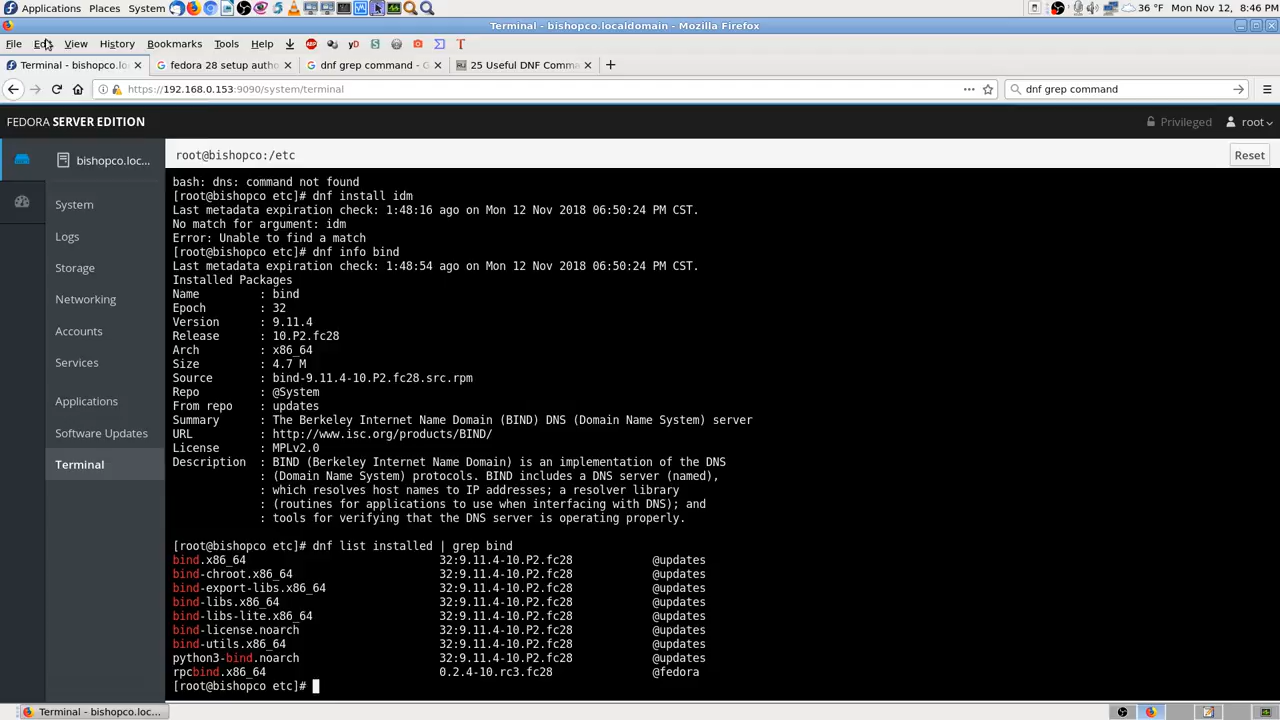 Applications Places System 36 °F Mon Nov 12, 8:46 PM
Terminal - bishopco.localdomain - Mozilla Firefox
File Edit View History Bookmarks Tools Help
Terminal - bishopco.loc
fedora 28 setup autho
dnf grep command - G
25 Useful DNF Comma
https://192.168.0.153:9090/system/terminal
dnf grep command
FEDORA SERVER EDITION
Privileged
root
bishopco.loc...
root@bishopco:/etc
Reset
System
Logs
Storage
Networking
Accounts
Services
Applications
Software Updates
Terminal
bash: dns: command not found
[root@bishopco etc]# dnf install idm
Last metadata expiration check: 1:48:16 ago on Mon 12 Nov 2018 06:50:24 PM CST.
No match for argument: idm
Error: Unable to find a match
[root@bishopco etc]# dnf info bind
Last metadata expiration check: 1:48:54 ago on Mon 12 Nov 2018 06:50:24 PM CST.
Installed Packages
Name : bind
Epoch : 32
Version : 9.11.4
Release : 10.P2.fc28
Arch : x86_64
Size : 4.7 M
Source : bind-9.11.4-10.P2.fc28.src.rpm
Repo : @System
From repo : updates
Summary : The Berkeley Internet Name Domain (BIND) DNS (Domain Name System) server
URL : http://www.isc.org/products/BIND/
License : MPLv2.0
Description : BIND (Berkeley Internet Name Domain) is an implementation of the DNS
: (Domain Name System) protocols. BIND includes a DNS server (named),
: which resolves host names to IP addresses; a resolver library
: (routines for applications to use when interfacing with DNS); and
: tools for verifying that the DNS server is operating properly.
[root@bishopco etc]# dnf list installed | grep bind
bind.x86_64 32:9.11.4-10.P2.fc28 @updates
bind-chroot.x86_64 32:9.11.4-10.P2.fc28 @updates
bind-export-libs.x86_64 32:9.11.4-10.P2.fc28 @updates
bind-libs.x86_64 32:9.11.4-10.P2.fc28 @updates
bind-libs-lite.x86_64 32:9.11.4-10.P2.fc28 @updates
bind-license.noarch 32:9.11.4-10.P2.fc28 @updates
bind-utils.x86_64 32:9.11.4-10.P2.fc28 @updates
python3-bind.noarch 32:9.11.4-10.P2.fc28 @updates
rpcbind.x86_64 0.2.4-10.rc3.fc28 @fedora
[root@bishopco etc]#
Terminal - bishopco.loc...